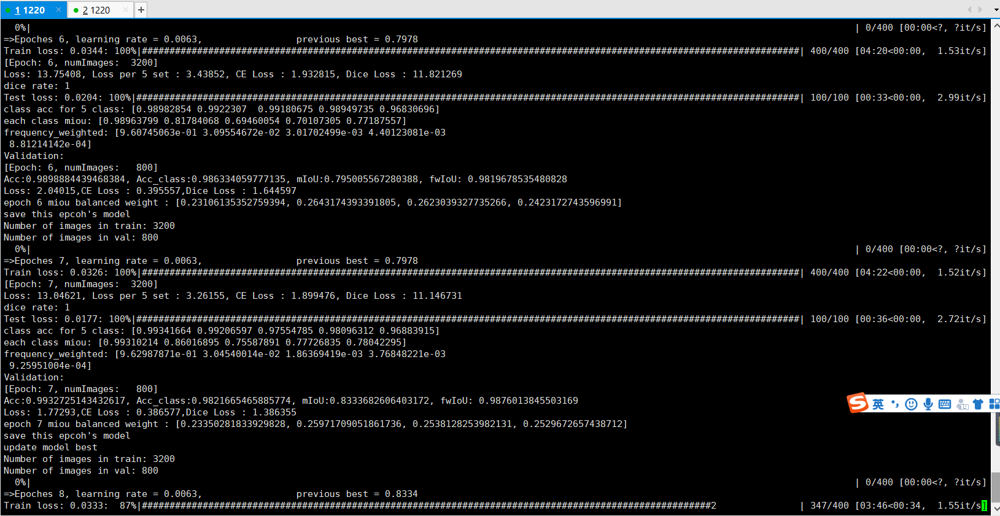 1 1220 × 2 1220 × +
0%| | 0/400 [00:00<?, ?it/s]
=>Epoches 6, learning rate = 0.0063, previous best = 0.7978
Train loss: 0.0344: 100%|######################################################################################################################| 400/400 [04:20<00:00, 1.53it/s]
[Epoch: 6, numImages: 3200]
Loss: 13.75408, Loss per 5 set : 3.43852, CE Loss : 1.932815, Dice Loss : 11.821269
dice rate: 1
Test loss: 0.0204: 100%|#######################################################################################################################| 100/100 [00:33<00:00, 2.99it/s]
class acc for 5 class: [0.98982854 0.9922307 0.99180675 0.98949735 0.96830696]
each class miou: [0.98963799 0.81784068 0.69460054 0.70107305 0.77187557]
frequency_weighted: [9.60745063e-01 3.09554672e-02 3.01702499e-03 4.40123081e-03
8.81214142e-04]
Validation:
[Epoch: 6, numImages: 800]
Acc:0.9898884439468384, Acc_class:0.986334059777135, mIoU:0.795005567280388, fwIoU: 0.9819678535480828
Loss: 2.04015,CE Loss : 0.395557,Dice Loss : 1.644597
epoch 6 miou balanced weight : [0.23106135352759394, 0.2643174393391805, 0.2623039327735266, 0.2423172743596991]
save this epcoh's model
Number of images in train: 3200
Number of images in val: 800
0%| | 0/400 [00:00<?, ?it/s]
=>Epoches 7, learning rate = 0.0063, previous best = 0.7978
Train loss: 0.0326: 100%|######################################################################################################################| 400/400 [04:22<00:00, 1.52it/s]
[Epoch: 7, numImages: 3200]
Loss: 13.04621, Loss per 5 set : 3.26155, CE Loss : 1.899476, Dice Loss : 11.146731
dice rate: 1
Test loss: 0.0177: 100%|#######################################################################################################################| 100/100 [00:36<00:00, 2.72it/s]
class acc for 5 class: [0.99341664 0.99206597 0.97554785 0.98096312 0.96883915]
each class miou: [0.99310214 0.86016895 0.75587891 0.77726835 0.78042295]
frequency_weighted: [9.62987871e-01 3.04540014e-02 1.86369419e-03 3.76848221e-03
9.25951004e-04]
Validation:
[Epoch: 7, numImages: 800]
Acc:0.9932725143432617, Acc_class:0.9821665465885774, mIoU:0.8333682606403172, fwIoU: 0.9876013845503169
Loss: 1.77293,CE Loss : 0.386577,Dice Loss : 1.386355
epoch 7 miou balanced weight : [0.23350281833929828, 0.25971709051861736, 0.2538128253982131, 0.2529672657438712]
save this epcoh's model
update model best
Number of images in train: 3200
Number of images in val: 800
0%| | 0/400 [00:00<?, ?it/s]
=>Epoches 8, learning rate = 0.0063, previous best = 0.8334
Train loss: 0.0333: 87%|#######################################################################################################2 | 347/400 [03:46<00:34, 1.55it/s]
S 英